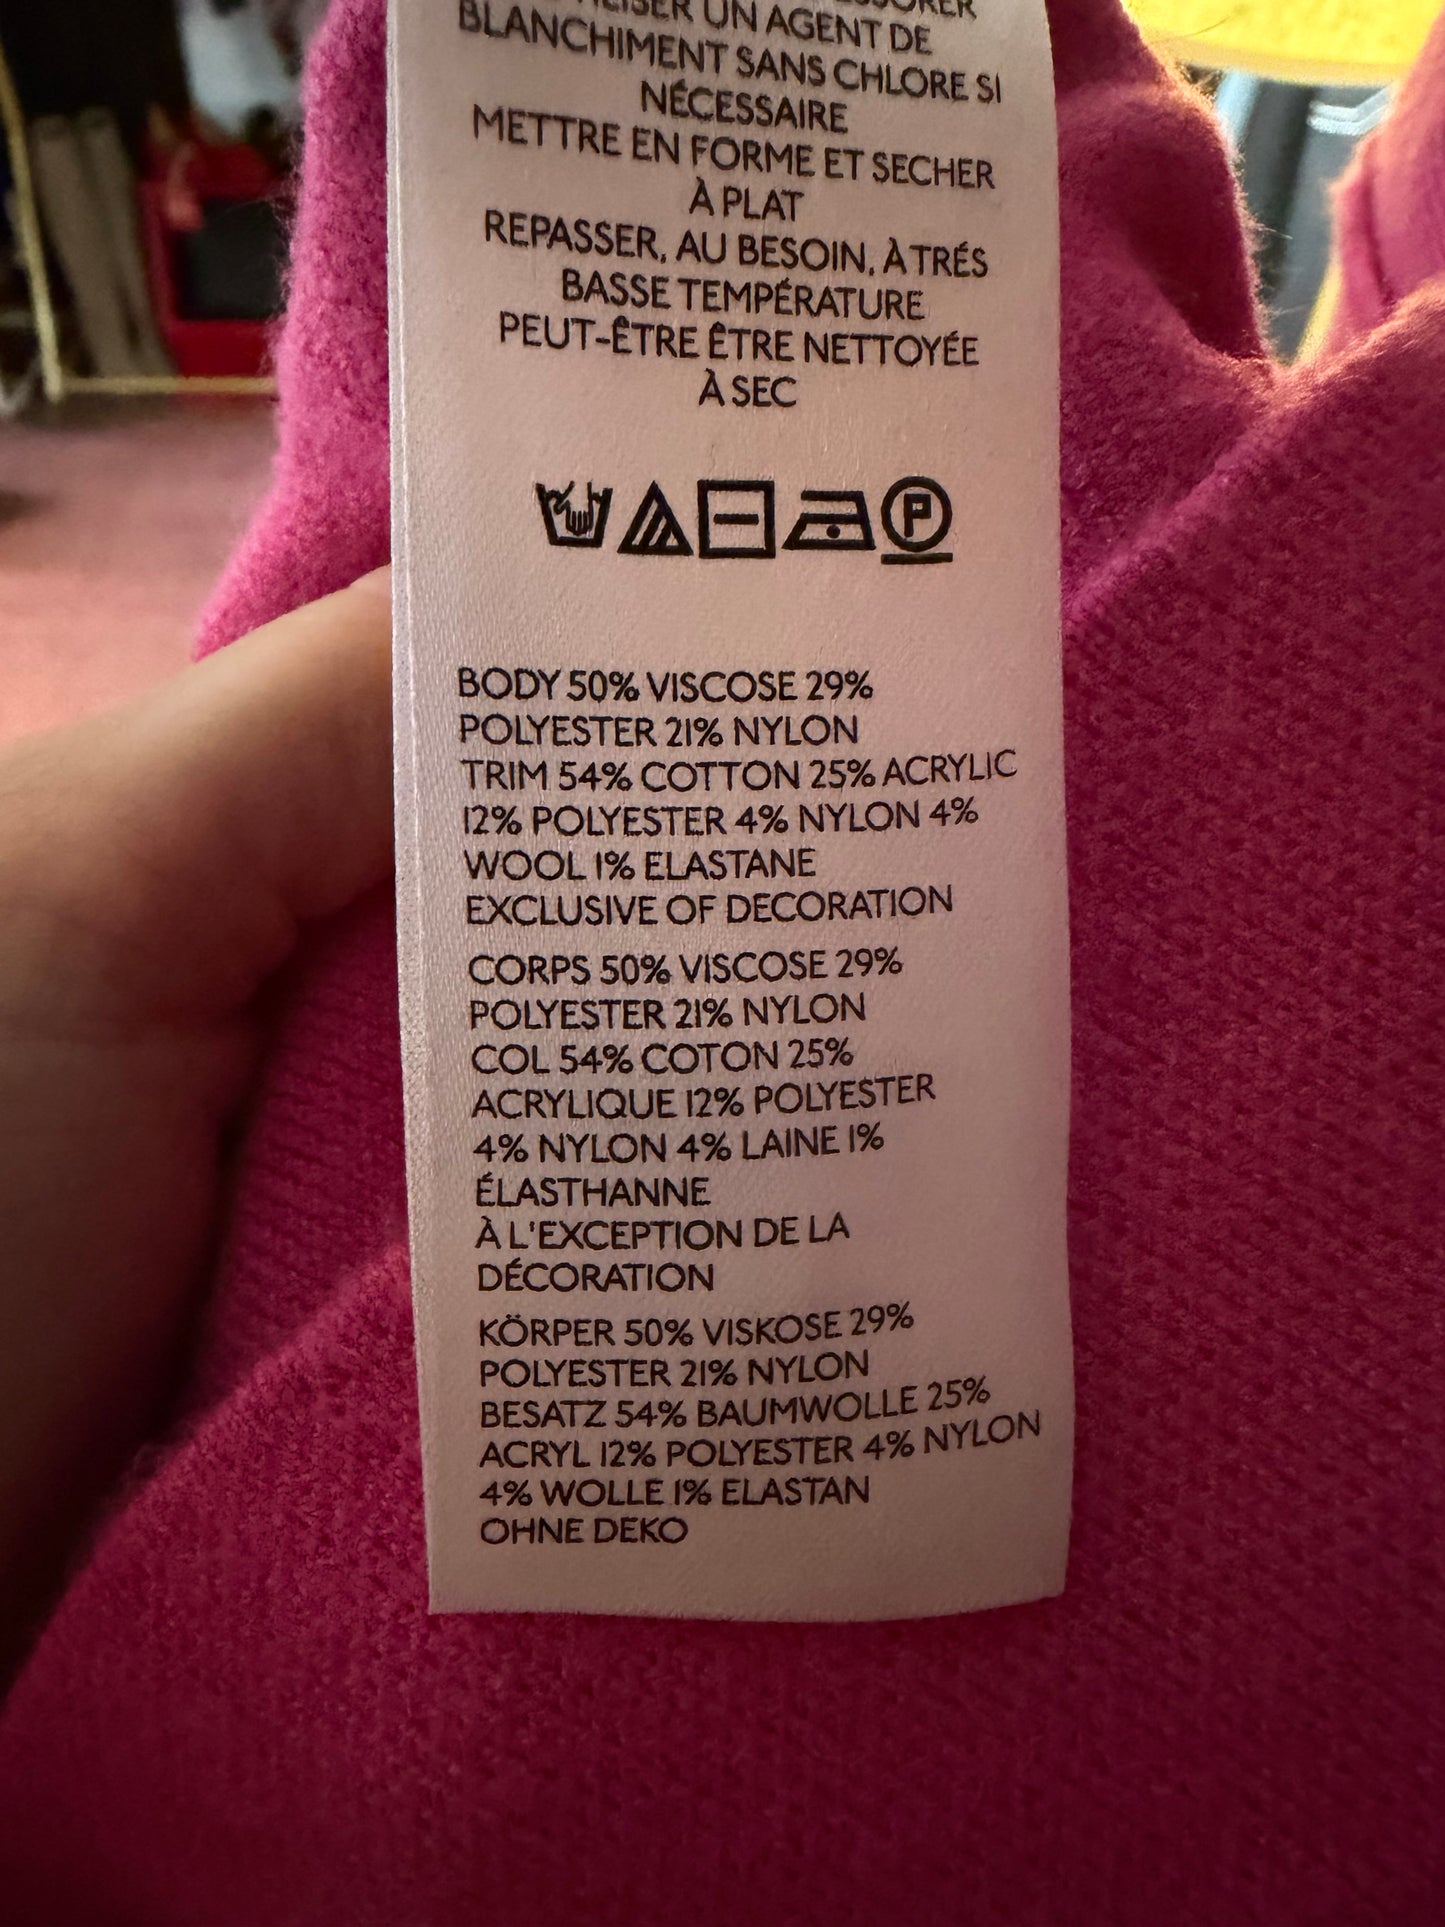 UN AGENT DE
BLANCHIMENT SANS CHLORE SI
NÉCESSAIRE
METTRE EN FORME ET SECHER
À PLAT
REPASSER, AU BESOIN, À TRÉS
BASSE TEMPÉRATURE
PEUT-ÊTRE ÊTRE NETTOYÉE
À SEC
P
BODY 50% VISCOSE 29%
POLYESTER 21% NYLON
TRIM 54% COTTON 25% ACRYLIC
12% POLYESTER 4% NYLON 4%
WOOL 1% ELASTANE
EXCLUSIVE OF DECORATION
CORPS 50% VISCOSE 29%
POLYESTER 21% NYLON
COL 54% COTON 25%
ACRYLIQUE 12% POLYESTER
4% NYLON 4% LAINE 1%
ÉLASTHANNE
À L'EXCEPTION DE LA
DÉCORATION
KÖRPER 50% VISKOSE 29%
POLYESTER 21% NYLON
BESATZ 54% BAUMWOLLE 25%
ACRYL 12% POLYESTER 4% NYLON
4% WOLLE 1% ELASTAN
OHNE DEKO